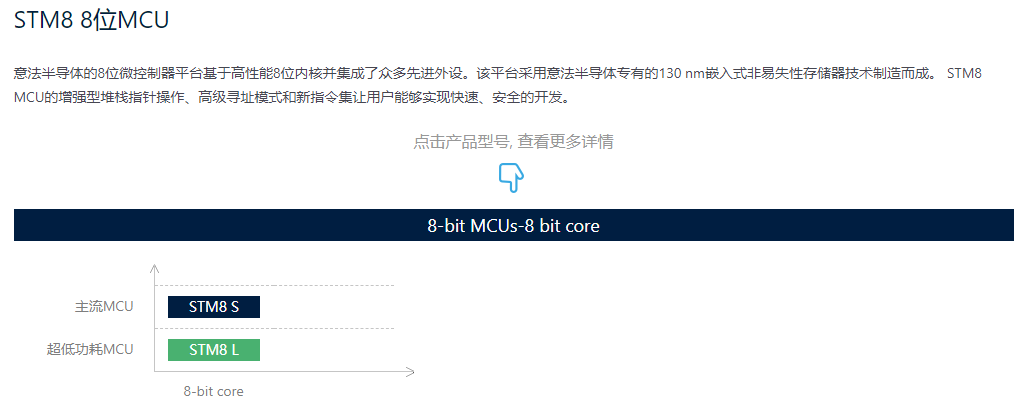 STM8 8位MCU
意法半导体的8位微控制器平台基于高性能8位内核并集成了众多先进外设。该平台采用意法半导体专有的130 nm嵌入式非易失性存储器技术制造而成。 STM8
MCU的增强型堆栈指针操作、高级寻址模式和新指令集让用户能够实现快速、安全的开发。
点击产品型号, 查看更多详情
8-bit MCUs-8 bit core
主流MCU
STM8 S
超低功耗MCU
STM8 L
8-bit core